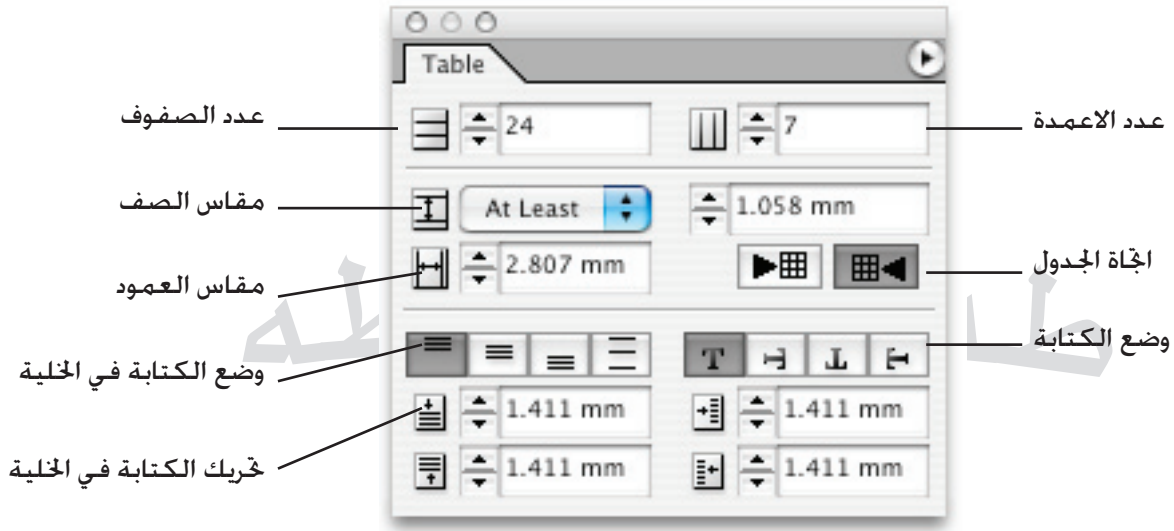 Table
عدد الصفوف
24
7
عدد الاعمدة
مقاس الصف
At Least
1.058 mm
مقاس العمود
2.807 mm
اتجاة الجدول
وضع الكتابة في الخلية
T T T T
وضع الكتابة
1.411 mm
1.411 mm
تحريك الكتابة في الخلية
1.411 mm
1.411 mm